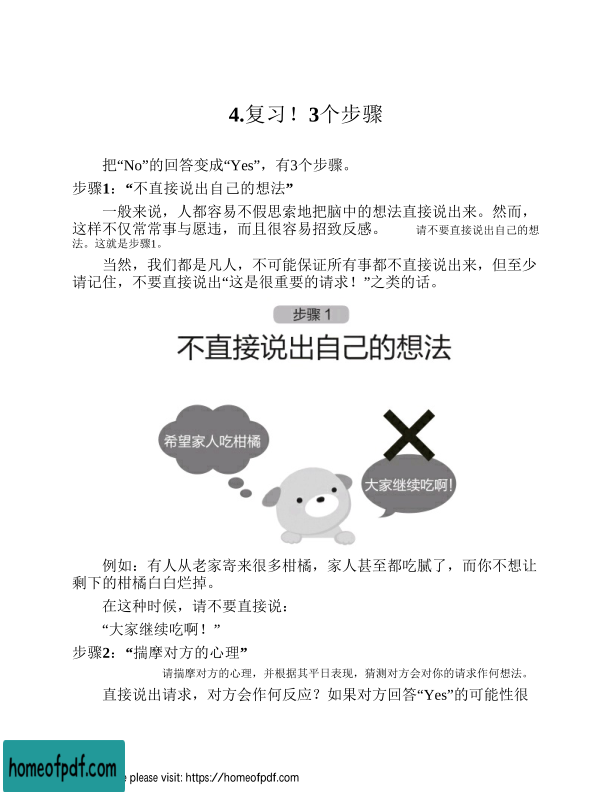 4.复习！3个步骤
把“No”的回答变成“Yes”，有3个步骤。
步骤1：“不直接说出自己的想法”
一般来说，人都容易不假思索地把脑中的想法直接说出来。然而，
这样不仅常常事与愿违，而且很容易招致反感。 请不要直接说出自己的想
法。这就是步骤1。
当然，我们都是凡人，不可能保证所有事都不直接说出来，但至少
请记住，不要直接说出“这是很重要的请求！”之类的话。
步骤 1
不直接说出自己的想法
希望家人吃柑橘
大家继续吃啊！
例如：有人从老家寄来很多柑橘，家人甚至都吃腻了，而你不想让
剩下的柑橘白白烂掉。
在这种时候，请不要直接说：
“大家继续吃啊！”
步骤2：“揣摩对方的心理”
请揣摩对方的心理，并根据其平日表现，猜测对方会对你的请求作何想法。
直接说出请求，对方会作何反应？如果对方回答“Yes”的可能性很
homeofpdf.com
e please visit: https://homeofpdf.com